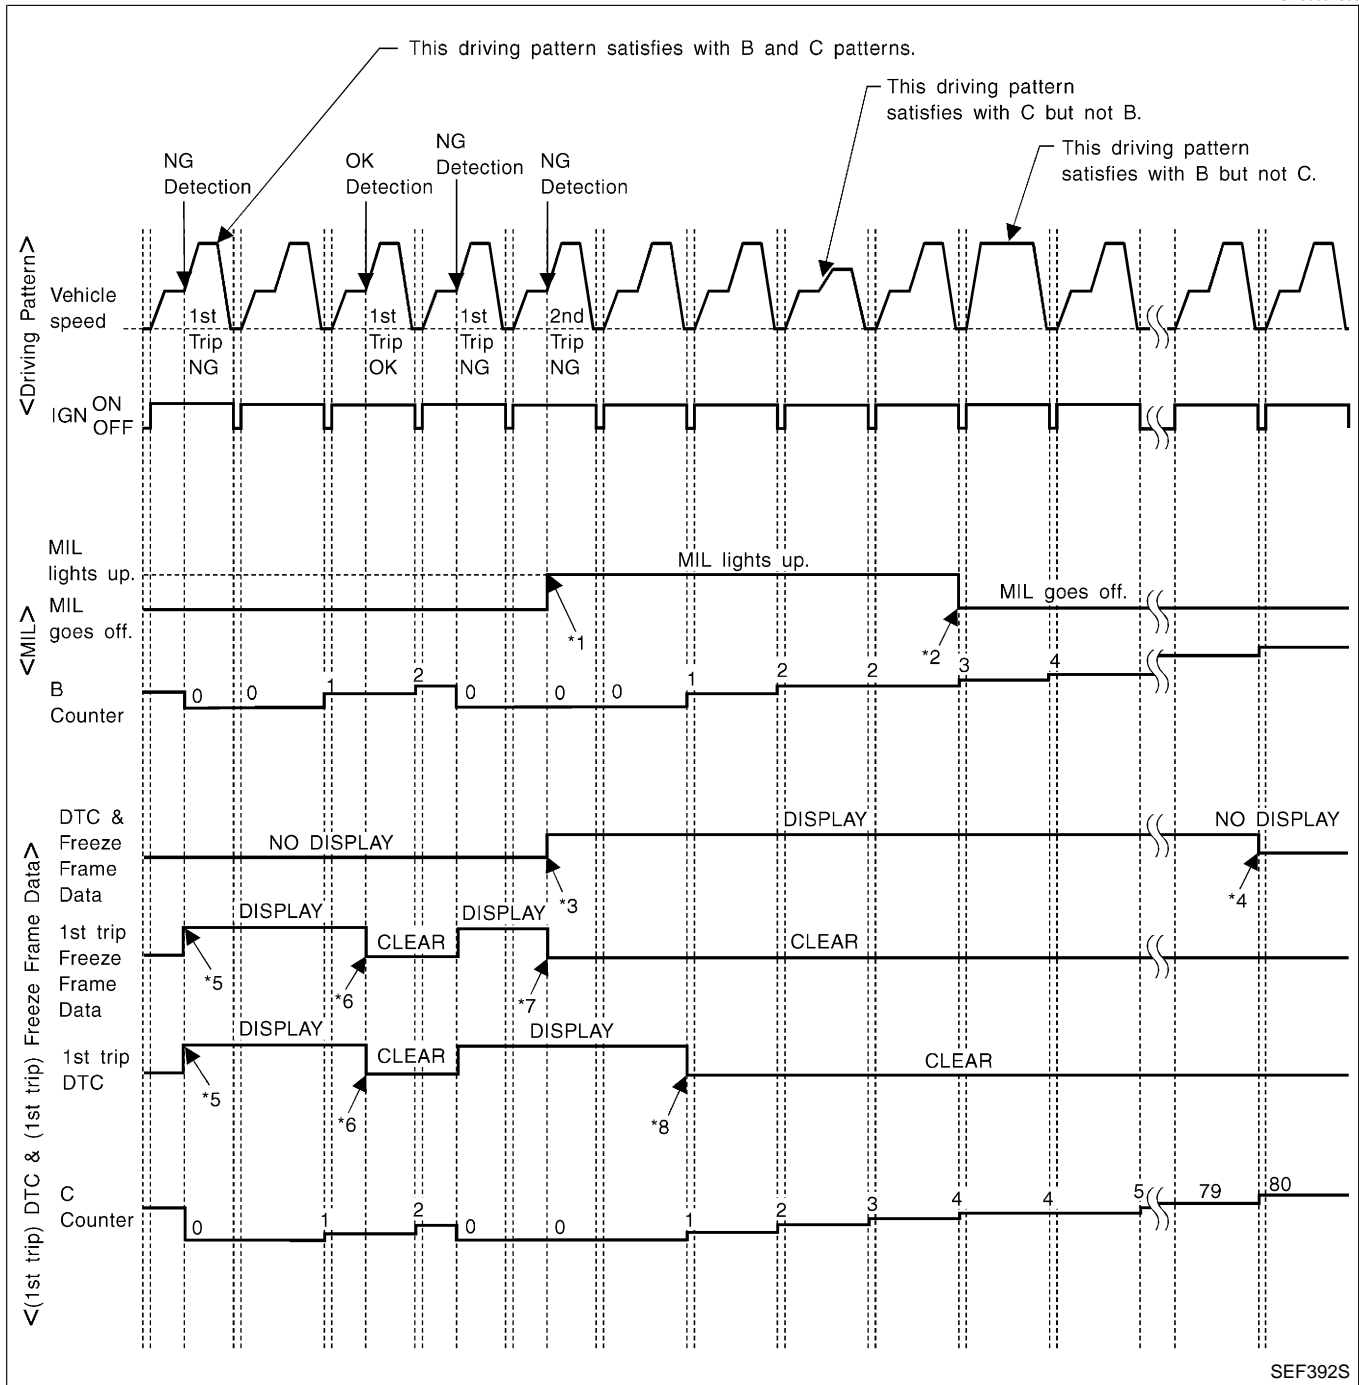 This driving pattern satisfies with B and C patterns.
This driving pattern
satisfies with C but not B.
This driving pattern
satisfies with B but not C.
NG
Detection
OK
Detection
NG
Detection
NG
Detection
<Driving Pattern>
Vehicle
speed
1st
Trip
NG
1st
Trip
OK
1st
Trip
NG
2nd
Trip
NG
IGN ON
OFF
<MIL>
MIL
lights up.
MIL lights up.
MIL
goes off.
MIL goes off.
*1
*2
B
Counter
0 0 1 2 0 0 0 1 2 2 3 4
<(1st trip) DTC & (1st trip) Freeze Frame Data>
DTC &
Freeze
Frame
Data
NO DISPLAY
DISPLAY
NO DISPLAY
*3
*4
1st trip
Freeze
Frame
Data
DISPLAY
CLEAR
DISPLAY
CLEAR
*5
*6
*7
1st trip
DTC
DISPLAY
CLEAR
DISPLAY
CLEAR
*5
*6
*8
C
Counter
0 1 2 0 0 1 2 3 4 4 5 79 80
SEF392S